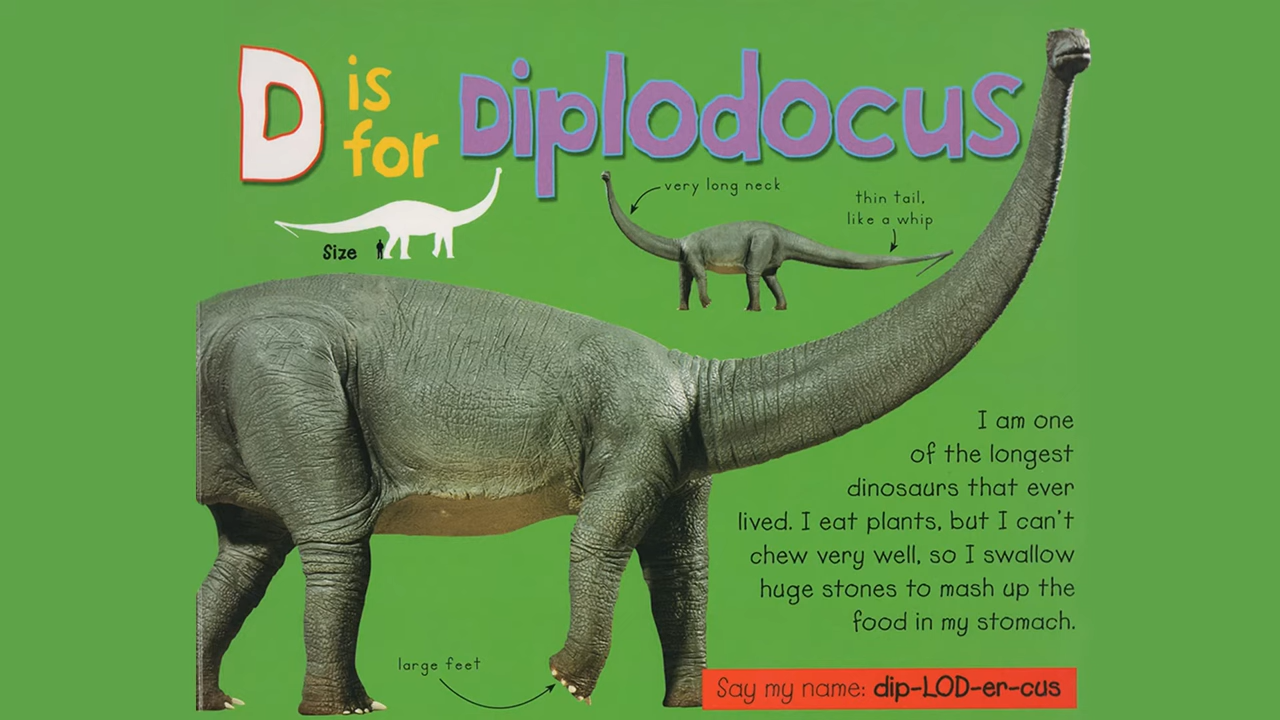 D is for Diplodocus
Size
very long neck
thin tail,
like a whip
I am one
of the longest
dinosaurs that ever
lived. I eat plants, but I can't
chew very well, so I swallow
huge stones to mash up the
food in my stomach.
large feet
Say my name: dip-LOD-er-cus